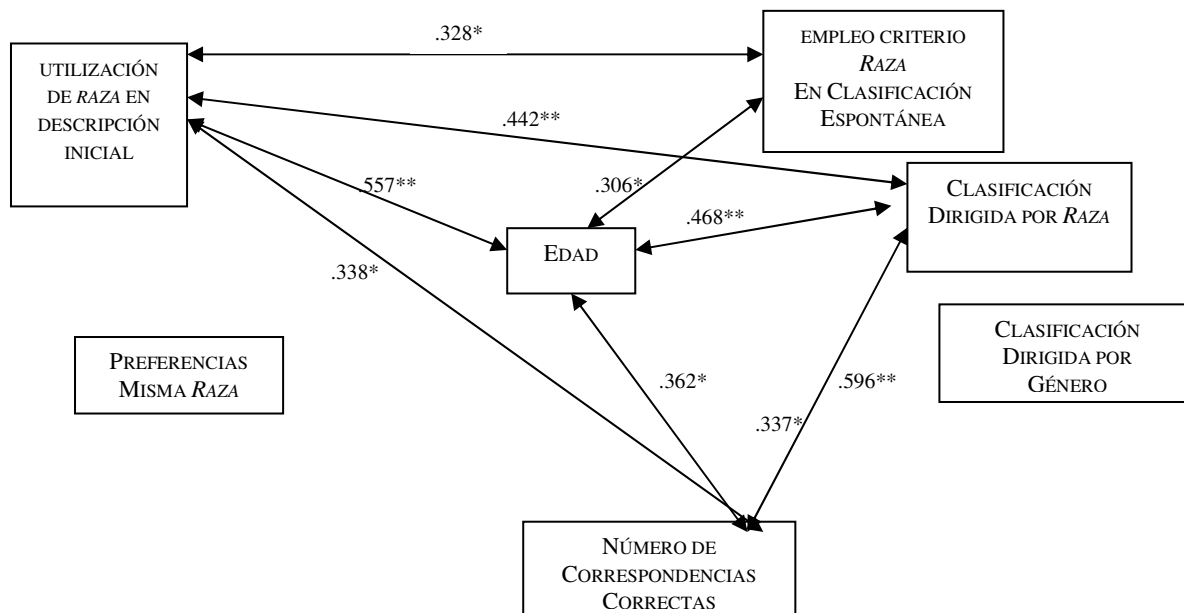 .328*
UTILIZACIÓN
DE RAZA EN
DESCRIPCIÓN
INICIAL
EMPLEO CRITERIO
RAZA
EN CLASIFICACIÓN
ESPONTÁNEA
.442**
.557**
.306*
CLASIFICACIÓN
DIRIGIDA POR RAZA
.468**
EDAD
.338*
PREFERENCIAS
MISMA RAZA
CLASIFICACIÓN
DIRIGIDA POR
GÉNERO
.362*
.596**
.337*
NÚMERO DE
CORRESPONDENCIAS
CORRECTAS